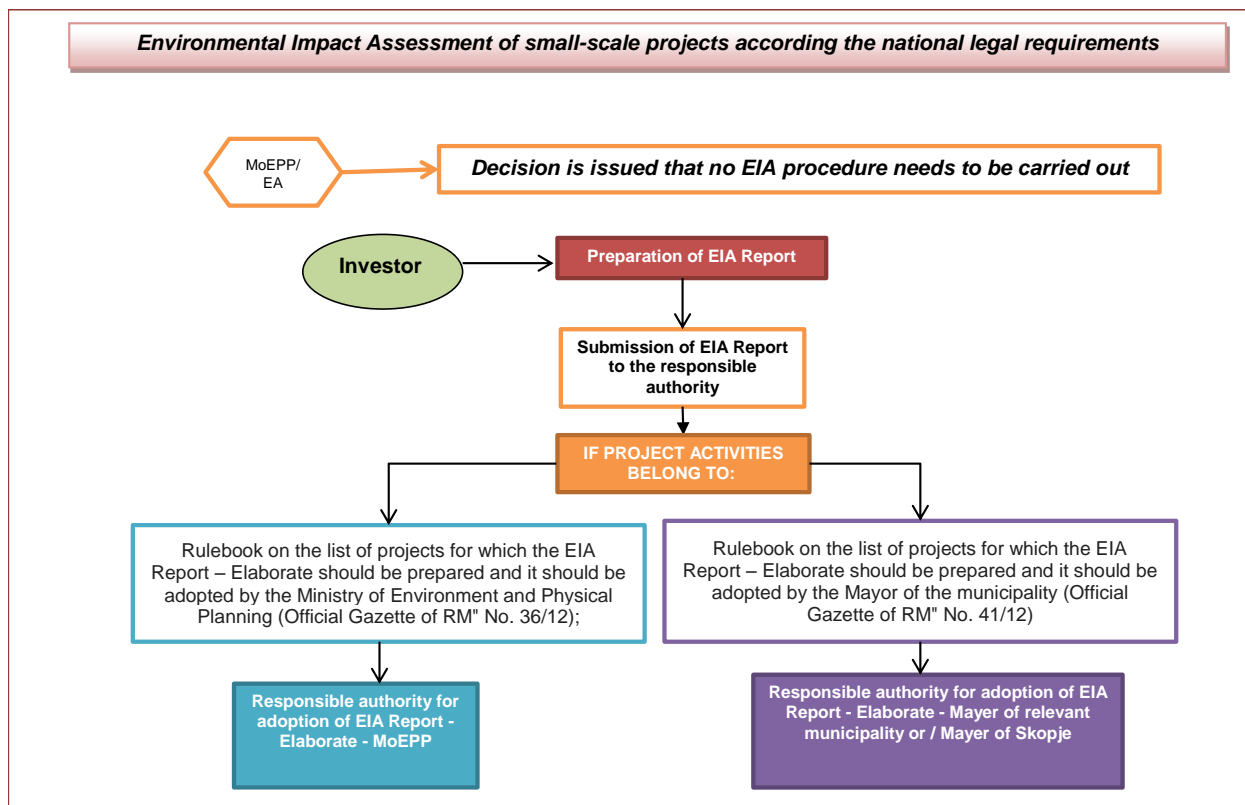 Environmental Impact Assessment of small-scale projects according the national legal requirements
MoEPP/
EA
Decision is issued that no EIA procedure needs to be carried out
Investor
Preparation of EIA Report
Submission of EIA Report
to the responsible
authority
IF PROJECT ACTIVITIES
BELONG TO:
Rulebook on the list of projects for which the EIA
Report – Elaborate should be prepared and it should be
adopted by the Ministry of Environment and Physical
Planning (Official Gazette of RM" No. 36/12);
Rulebook on the list of projects for which the EIA
Report – Elaborate should be prepared and it should be
adopted by the Mayor of the municipality (Official
Gazette of RM" No. 41/12)
Responsible authority for
adoption of EIA Report -
Elaborate - MoEPP
Responsible authority for adoption of EIA
Report - Elaborate - Mayer of relevant
municipality or / Mayer of Skopje